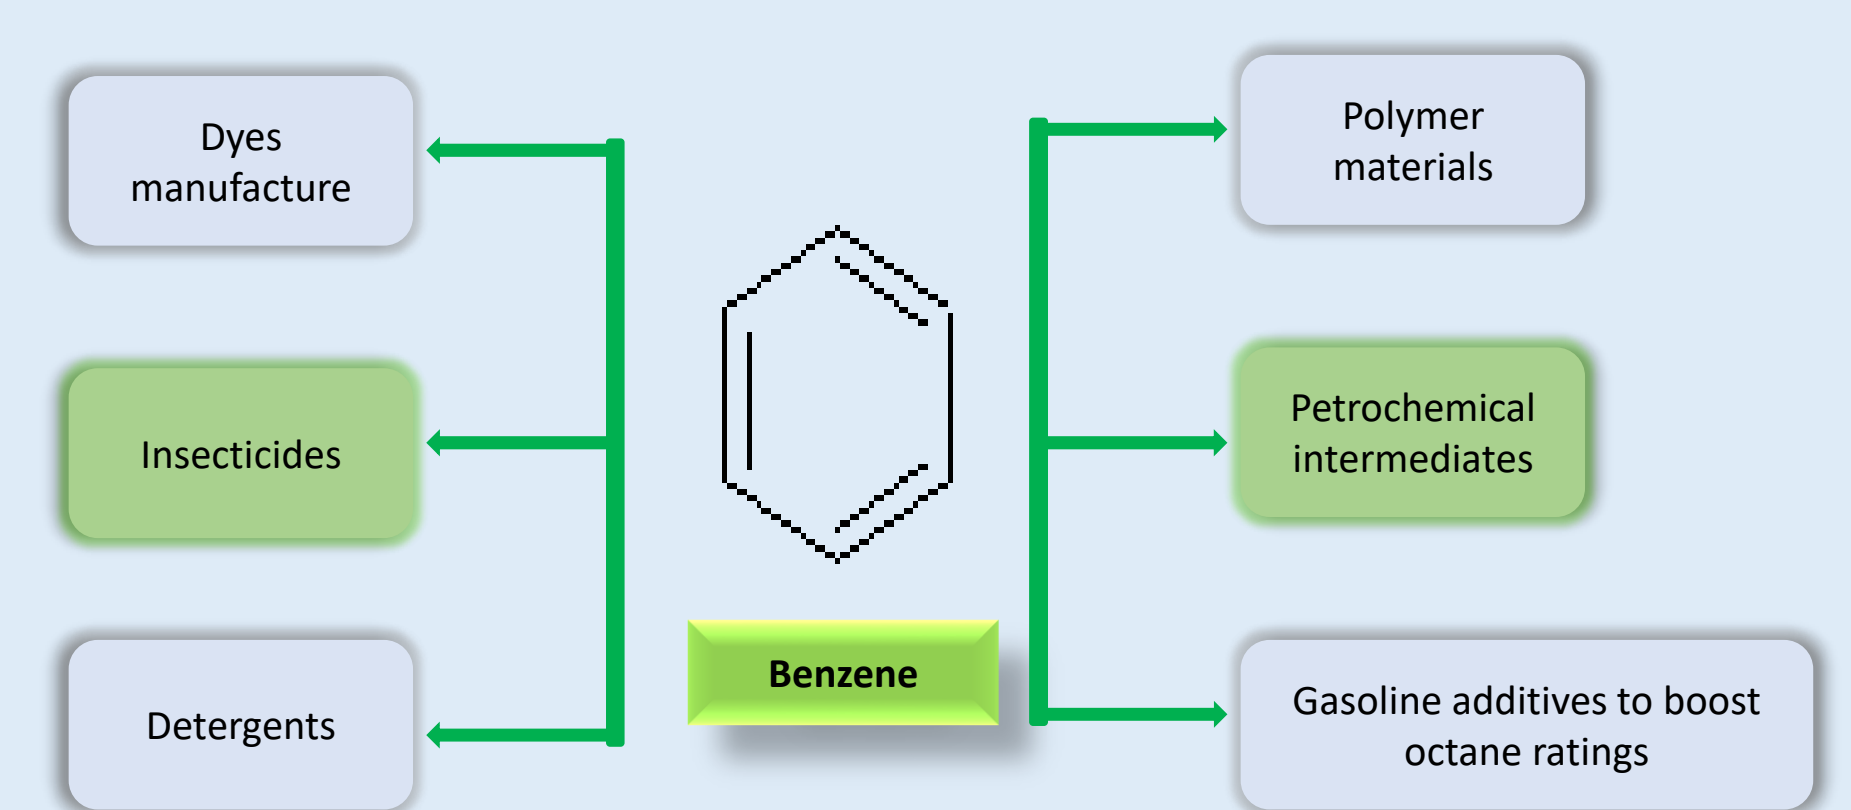 Dyes
manufacture
Insecticides
Detergents
Benzene
Polymer
materials
Petrochemical
intermediates
Gasoline additives to boost
octane ratings